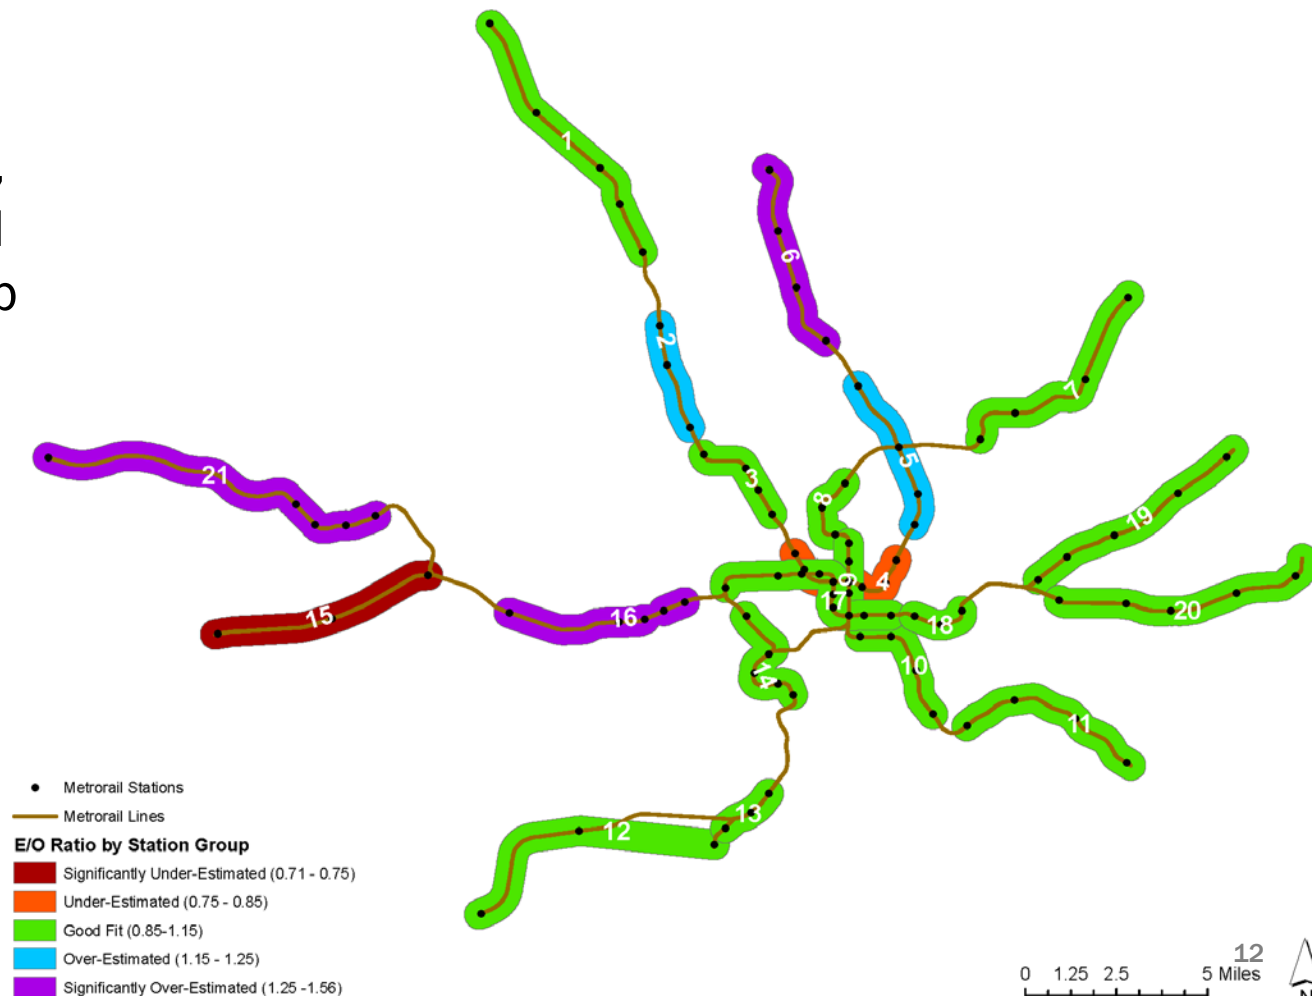 ,
l
p
1
2
3
6
7
5
8
4
9
19
20
21
15
16
17
18
10
14
11
13
12
Metrorail Stations
Metrorail Lines
E/O Ratio by Station Group
Significantly Under-Estimated (0.71 - 0.75)
Under-Estimated (0.75 - 0.85)
Good Fit (0.85-1.15)
Over-Estimated (1.15 - 1.25)
Significantly Over-Estimated (1.25 -1.56)
12
0 1.25 2.5 5 Miles
N